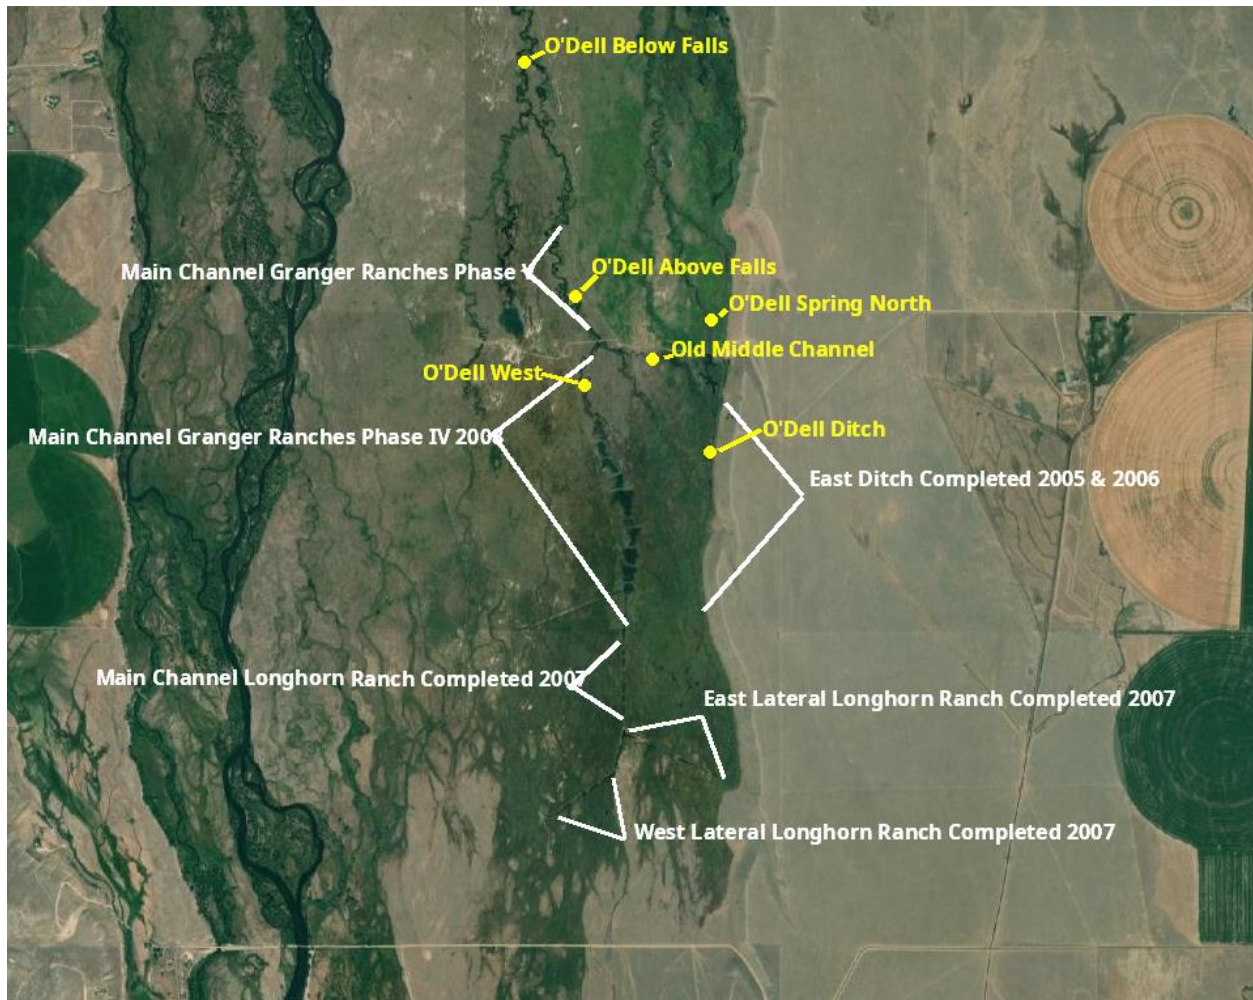 O'Dell Below Falls
Main Channel Granger Ranches Phase V
O'Dell Above Falls
O'Dell Spring North
Old Middle Channel
O'Dell West
Main Channel Granger Ranches Phase IV 2008
O'Dell Ditch
East Ditch Completed 2005 & 2006
Main Channel Longhorn Ranch Completed 2007
East Lateral Longhorn Ranch Completed 2007
West Lateral Longhorn Ranch Completed 2007